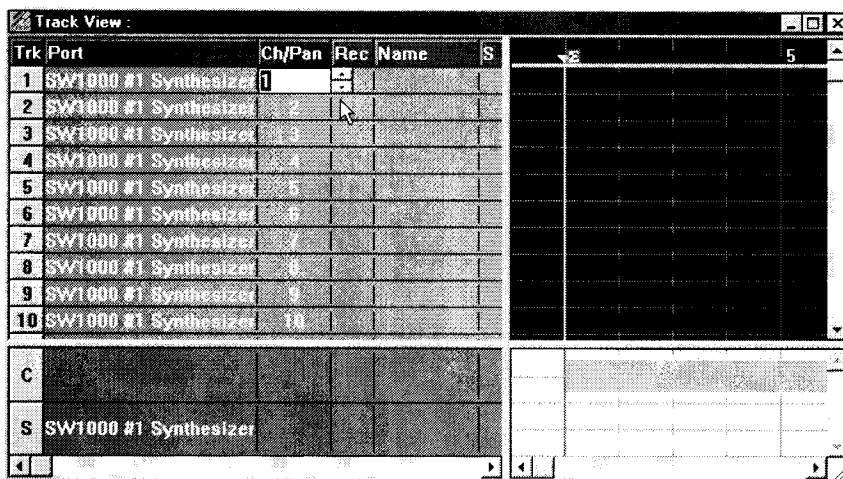 Track View :
Trk Port Ch/Pan Rec Name S
1 SW1000 #1 Synthesizer 1
2 SW1000 #1 Synthesizer 2
3 SW1000 #1 Synthesizer 3
4 SW1000 #1 Synthesizer 4
5 SW1000 #1 Synthesizer 5
6 SW1000 #1 Synthesizer 6
7 SW1000 #1 Synthesizer 7
8 SW1000 #1 Synthesizer 8
9 SW1000 #1 Synthesizer 9
10 SW1000 #1 Synthesizer 10
C
S SW1000 #1 Synthesizer
5